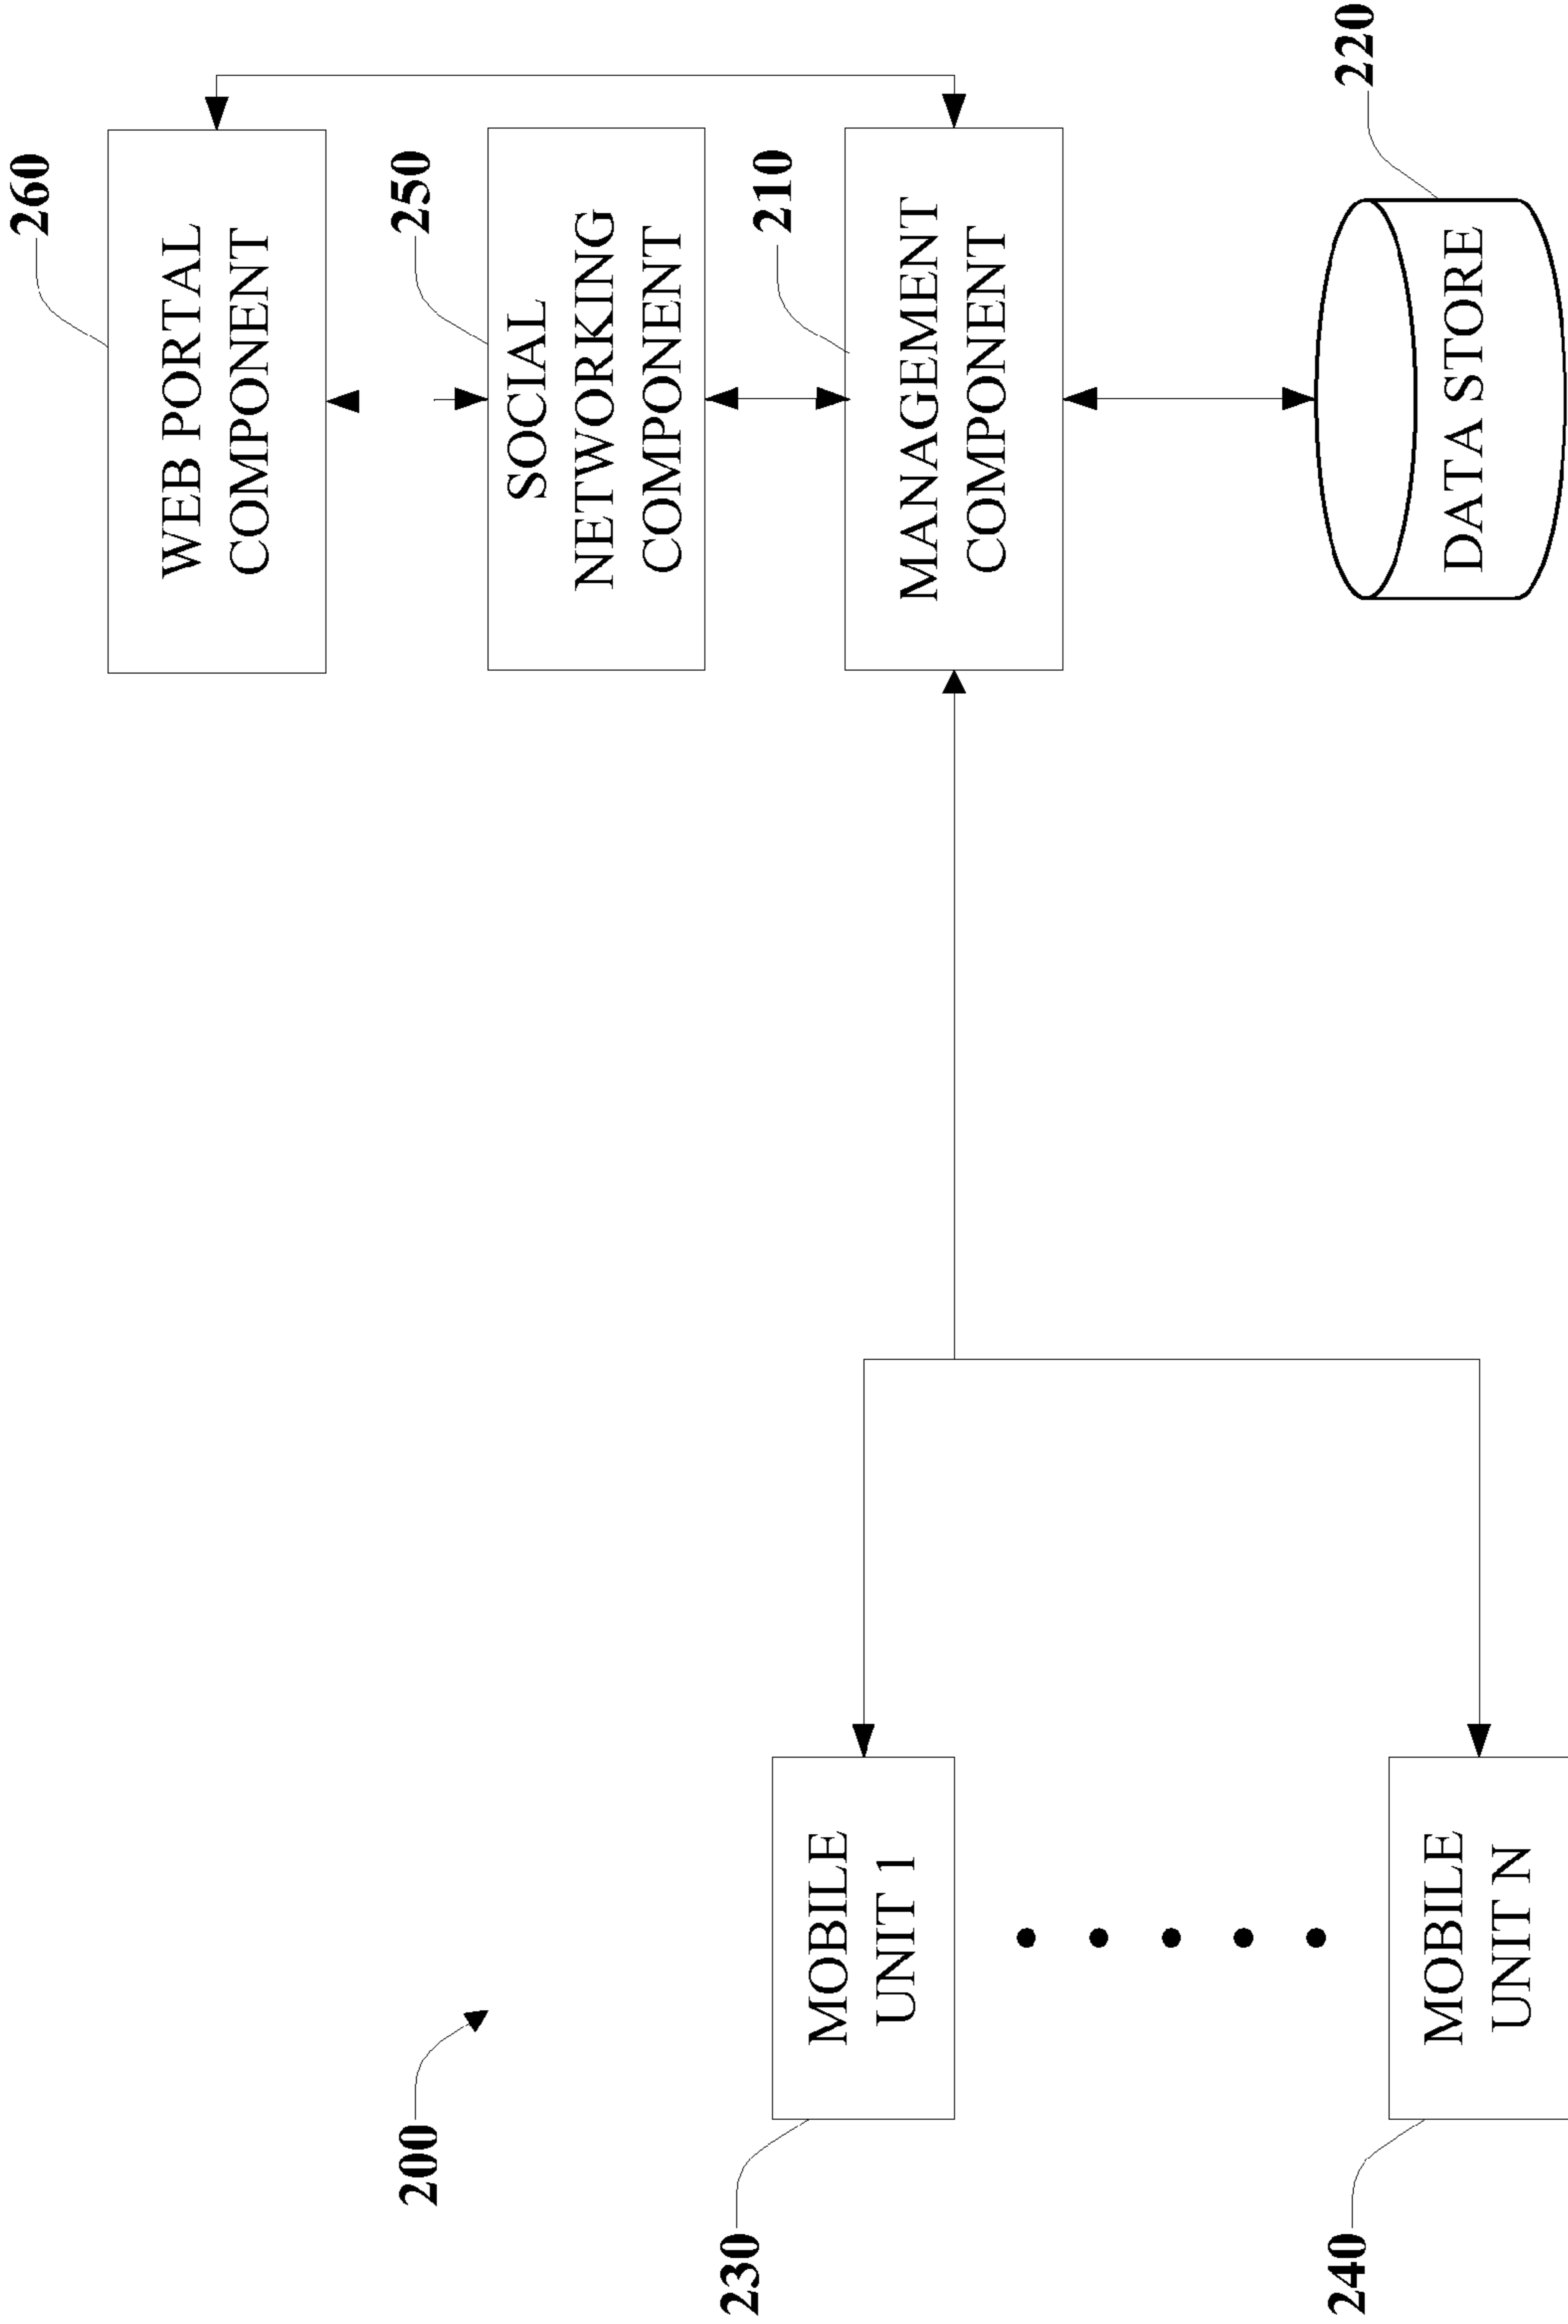 260
WEB PORTAL
COMPONENT
250
SOCIAL
NETWORKING
COMPONENT
200
210
230
MOBILE
UNIT 1
MANAGEMENT
COMPONENT
240
MOBILE
UNIT N
220
DATA STORE